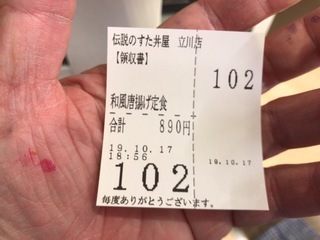 伝説のすた丼屋 立川店
【領収書】
102
和風唐揚げ定食
合計 890円
19.10.17
18:56
19.10.17
102
毎度ありがとうございます。